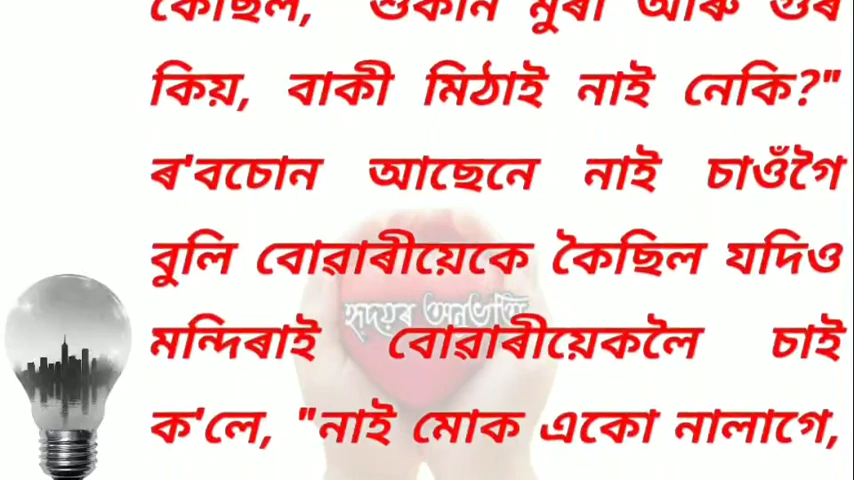 কৈছিল, "শুকান মুৰী আৰু গুৰ
কিয়, বাকী মিঠাই নাই নেকি?"
ৰ'বচোন আছেনে নাই চাওঁগৈ
বুলি বোৱাৰীয়েকে কৈছিল যদিও
হৃদয়ৰ অনুভূতি
মন্দিৰাই বোৱাৰীয়েকলৈ চাই
ক'লে, "নাই মোক একো নালাগে,